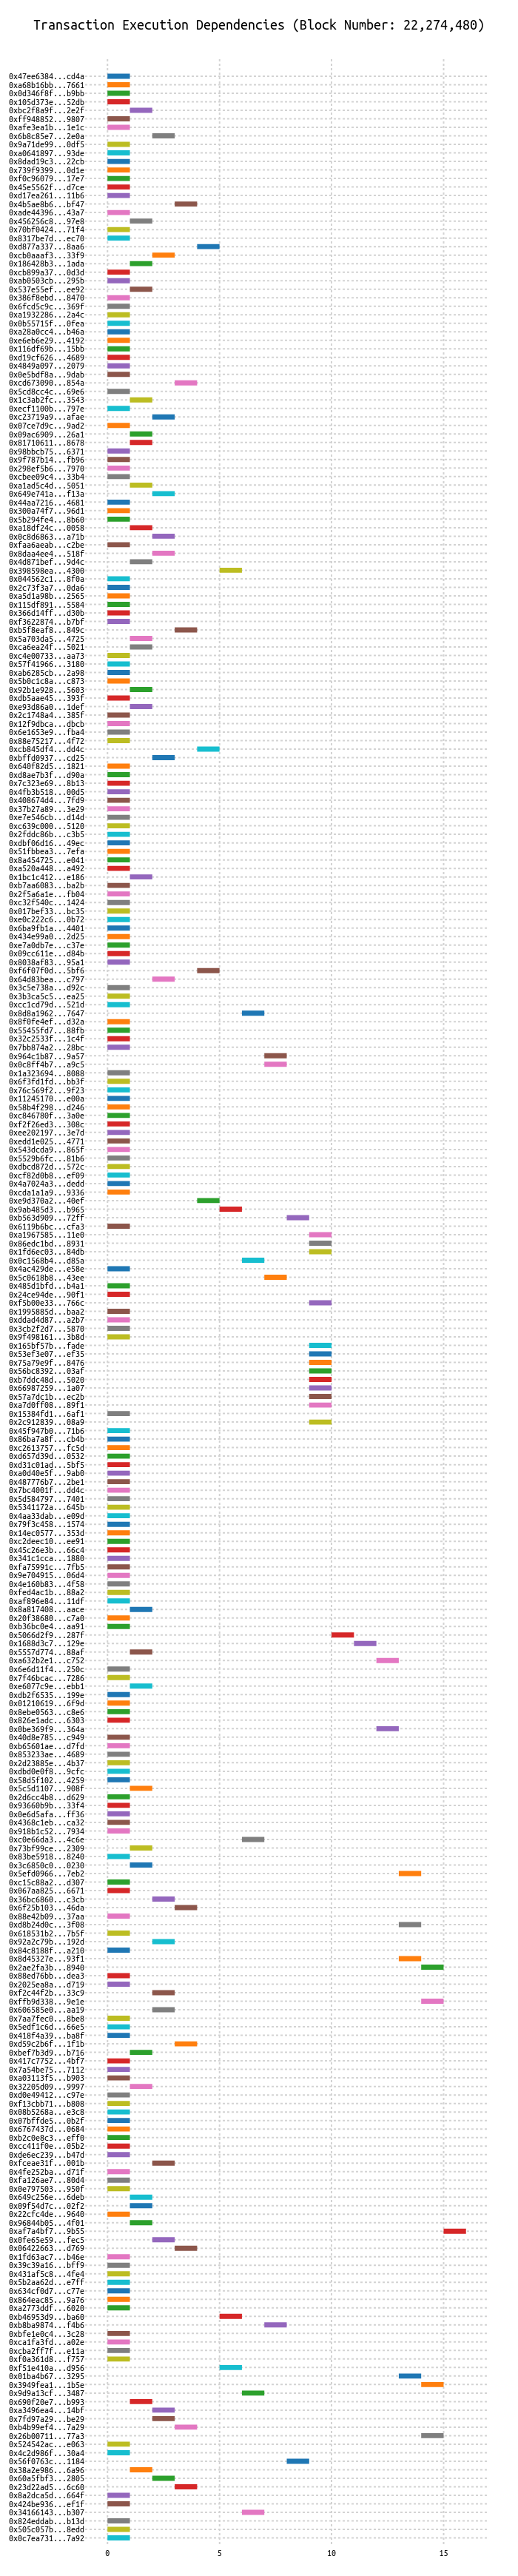 Transaction Execution Dependencies (Block Number: 22,274,480)
0x47ee6384...cd4a
0xa68b16bb...7661
0x0d346f8f...b9bb
0x105d373e...52db
0xbc2f8a9f...2e2f
0xff948852...9807
0xafe3ea1b...1e1c
0x6b8c85e7...2e0a
0x9a71de99...0df5
0xa0641897...93de
0x8dad19c3...22cb
0x739f9399...0d1e
0xf0c96079...17e7
0x45e5562f...d7ce
0xd17ea261...11b6
0x4b5ae8b6...bf47
0xade44396...43a7
0x456256c8...97e8
0x70bf0424...71f4
0x8317be7d...ec70
0xd877a337...8aa6
0xcb0aaaf3...33f9
0x186428b3...1ada
0xcb899a37...0d3d
0xab0503cb...295b
0x537e55ef...ee92
0x386f8ebd...8470
0x6fcd5c9c...369f
0xa1932286...2a4c
0x0b55715f...0fea
0xa28a0cc4...b46a
0xe6eb6e29...4192
0x116df69b...15bb
0xd19cf626...4689
0x4849a097...2079
0x0e5bdf8a...9dab
0xcd673090...854a
0x5cd8cc4c...69e6
0x1c3ab2fc...3543
0xecf1100b...797e
0xc23719a9...afae
0x07ce7d9c...9ad2
0x09ac6909...26a1
0x81710611...8678
0x98bbcb75...6371
0x9f787b14...fb96
0x298ef5b6...7970
0xcbee09c4...33b4
0xa1ad5c4d...5051
0x649e741a...f13a
0x44aa7216...4681
0x300a74f7...96d1
0x5b294fe4...8b60
0xa18df24c...0058
0x0c8d6863...a71b
0xfaa6aeab...c2be
0x8daa4ee4...518f
0x4d871bef...9d4c
0x398598ea...4300
0x044562c1...8f0a
0x2c73f3a7...0da6
0xa5d1a98b...2565
0x115df891...5584
0x366d14ff...d30b
0xf3622874...b7bf
0xb5f8eaf8...849c
0x5a703da5...4725
0xca6ea24f...5021
0xc4e00733...aa73
0x57f41966...3180
0xab6285cb...2a98
0x5b0c1c8a...c873
0x92b1e928...5603
0xdb5aae45...393f
0xe93d86a0...1def
0x2c1748a4...385f
0x12f9dbca...dbcb
0x6e1653e9...fba4
0x88e75217...4f72
0xcb845df4...dd4c
0xbffd0937...cd25
0x640f82d5...1821
0xd8ae7b3f...d90a
0x7c323e69...8b13
0x4fb3b518...00d5
0x408674d4...7fd9
0x37b27a89...3e29
0xe7e546cb...d14d
0xc639c000...5120
0x2fddc86b...c3b5
0xdbf06d16...49ec
0x51fbbea3...7efa
0x8a454725...e041
0xa520a448...a492
0x1bc1c412...e186
0xb7aa6083...ba2b
0x2f5a6a1e...fb04
0xc32f540c...1424
0x017bef33...bc35
0xe0c222c6...0b72
0x6ba9fb1a...4401
0x434e99a0...2d25
0xe7a0db7e...c37e
0x09cc611e...d84b
0x8038af83...95a1
0xf6f07f0d...5bf6
0x64d83bea...c797
0x3c5e738a...d92c
0x3b3ca5c5...ea25
0xcc1cd79d...521d
0x8d8a1962...7647
0x8f0fe4ef...d32a
0x55455fd7...88fb
0x32c2533f...1c4f
0x7bb874a2...28bc
0x964c1b87...9a57
0x0c8ff4b7...a9c5
0x1a323694...8088
0x6f3fd1fd...bb3f
0x76c569f2...9f23
0x11245170...e00a
0x58b4f298...d246
0xc846780f...3a0e
0xf2f26ed3...308c
0xee202197...3e7d
0xedd1e025...4771
0x543dcda9...865f
0x5529b6fc...81b6
0xdbcd872d...572c
0xcf82d0b8...ef09
0x4a7024a3...dedd
0xcda1a1a9...9336
0xe9d370a2...40ef
0x9ab485d3...b965
0xb563d909...72ff
0x6119b6bc...cfa3
0xa1967585...11e0
0x86edc1bd...8931
0x1fd6ec03...84db
0x0c1568b4...d85a
0x4ac429de...e58e
0x5c0618b8...43ee
0x485d1bfd...b4a1
0x24ce94de...90f1
0xf5b00e33...766c
0x1995885d...baa2
0xddad4d87...a2b7
0x3cb2f2d7...5870
0x9f498161...3b8d
0x165bf57b...fade
0x53ef3e07...ef35
0x75a79e9f...8476
0x56bc8392...03af
0xb7ddc48d...5020
0x66987259...1a07
0x57a7dc1b...ec2b
0xa7d0ff08...89f1
0x15384fd1...6af1
0x2c912839...08a9
0x45f947b0...71b6
0x86ba7a8f...cb4b
0xc2613757...fc5d
0xd657d39d...0532
0xd31c01ad...5bf5
0xa0d40e5f...9ab0
0x487776b7...2be1
0x7bc4001f...dd4c
0x5d584797...7401
0x5341172a...645b
0x4aa33dab...e09d
0x79f3c458...1574
0x14ec0577...353d
0xc2deec10...ee91
0x45c26e3b...66c4
0x341c1cca...1880
0xfa75991c...7fb5
0x9e704915...06d4
0x4e160b83...4f58
0xfed4ac1b...88a2
0xaf896e84...11df
0x8a817408...aace
0x20f38680...c7a0
0xb36bc0e4...aa91
0x5066d2f9...287f
0x1688d3c7...129e
0x5557d774...88af
0xa632b2e1...c752
0x6e6d11f4...250c
0x7f46bcac...7286
0xe6077c9e...ebb1
0xdb2f6535...199e
0x01210619...6f9d
0x8ebe0563...c8e6
0x826e1adc...6303
0x0be369f9...364a
0x40d8e785...c949
0xb65601ae...d7fd
0x853233ae...4689
0x2d23885e...4b37
0xdbd0e0f8...9cfc
0x58d5f102...4259
0x5c5d1107...908f
0x2d6cc4b8...d629
0x93660b9b...33f4
0x0e6d5afa...ff36
0x4368c1eb...ca32
0x918b1c52...7934
0xc0e66da3...4c6e
0x73bf99ce...2309
0x83be5918...8240
0x3c6850c0...0230
0x5efd0966...7eb2
0xc15c88a2...d307
0x067aa825...6671
0x36bc6860...c3cb
0x6f25b103...46da
0x88e42b09...37aa
0xd8b24d0c...3f08
0x618531b2...7b5f
0x92a2c79b...192d
0x84c8188f...a210
0x8d45327e...93f1
0x2ae2fa3b...8940
0x88ed76bb...dea3
0x2025ea8a...d719
0xf2c44f2b...33c9
0xffb9d338...9e1e
0x606585e0...aa19
0x7aa7fec0...8be8
0x5edf1c6d...66e5
0x418f4a39...ba8f
0xd59c2b6f...1f1b
0xbef7b3d9...b716
0x417c7752...4bf7
0x7a54be75...7112
0xa03113f5...b903
0x32205d09...9997
0xd0e49412...c97e
0xf13cbb71...b808
0x08b5268a...e3c8
0x07bffde5...0b2f
0x6767437d...0684
0xb2c0e8c3...eff0
0xcc411f0e...05b2
0xde6ec239...b47d
0xfceae31f...001b
0x4fe252ba...d71f
0xfa126ae7...80d4
0x0e797503...950f
0x649c256e...6deb
0x09f54d7c...02f2
0x22cfc4de...9640
0x96844b05...4f01
0xaf7a4bf7...9b55
0x0fe65e59...fec5
0x06422663...d769
0x1fd63ac7...b46e
0x39c39a16...bff9
0x431af5c8...4fe4
0x5b2aa62d...e7ff
0x634cf0d7...c77e
0x864eac85...9a76
0xa2773ddf...6020
0xb46953d9...ba60
0xb8ba9874...f4b6
0xbfe1e0c4...3c28
0xca1fa3fd...a02e
0xcba2ff7f...e11a
0xf0a361d8...f757
0xf51e410a...d956
0x01ba4b67...3295
0x3949fea1...1b5e
0x9d9a13cf...3487
0x690f20e7...b993
0xa3496ea4...14bf
0x7fd97a29...be29
0xb4b99ef4...7a29
0x26b00711...77a3
0x524542ac...e063
0x4c2d986f...30a4
0x56f0763c...1184
0x38a2e986...6a96
0x60a5fbf3...2805
0x23d22ad5...6c60
0x8a2dca5d...664f
0x424be936...ef1f
0x34166143...b307
0x824eddab...b13d
0x505c057b...8edd
0x0c7ea731...7a92
0 5 10 15